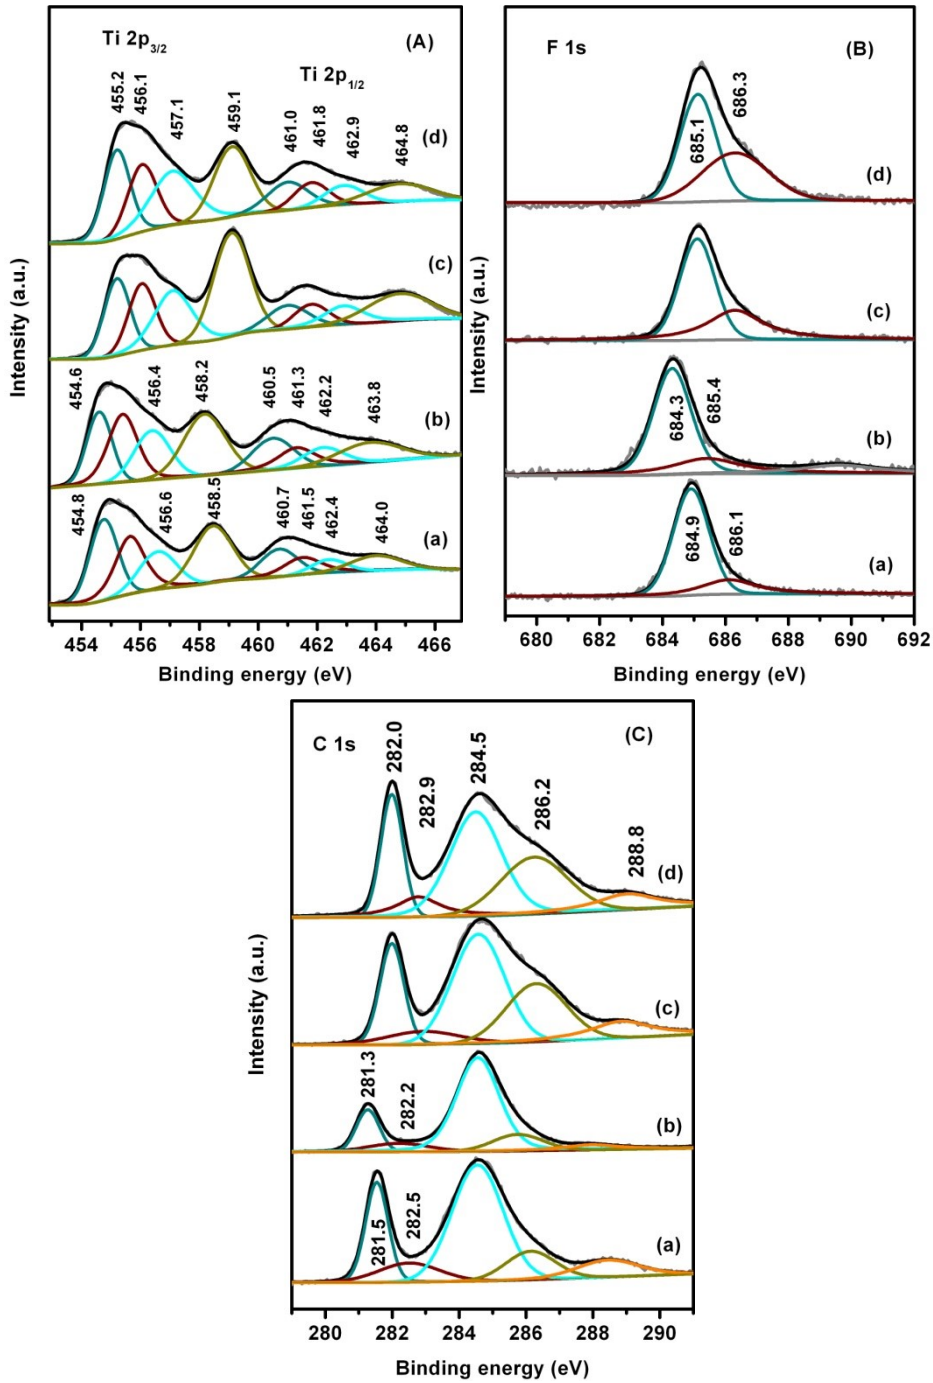 Ti 2p3/2
(A)
Ti 2p1/2
455.2
456.1
457.1
459.1
461.0
461.8
462.9
464.8
(d)
(c)
454.6
456.4
458.2
460.5
461.3
462.2
463.8
(b)
454.8
456.6
458.5
460.7
461.5
462.4
464.0
(a)
Intensity (a.u.)
454 456 458 460 462 464 466
Binding energy (eV)
F 1s
(B)
685.1
686.3
(d)
(c)
684.3
685.4
(b)
684.9
686.1
(a)
Intensity (a.u.)
680 682 684 686 688 690 692
Binding energy (eV)
C 1s
(C)
282.0
282.9
284.5
286.2
288.8
(d)
(c)
281.3
282.2
(b)
281.5
282.5
(a)
Intensity (a.u.)
280 282 284 286 288 290
Binding energy (eV)